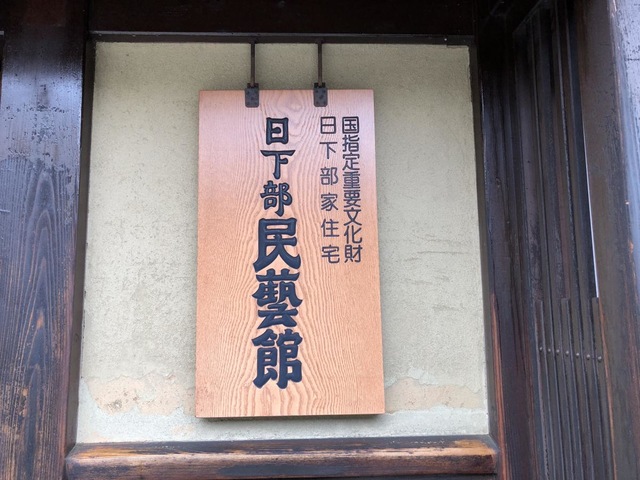 国指定重要文化財
日下部家住宅
日下部民藝館